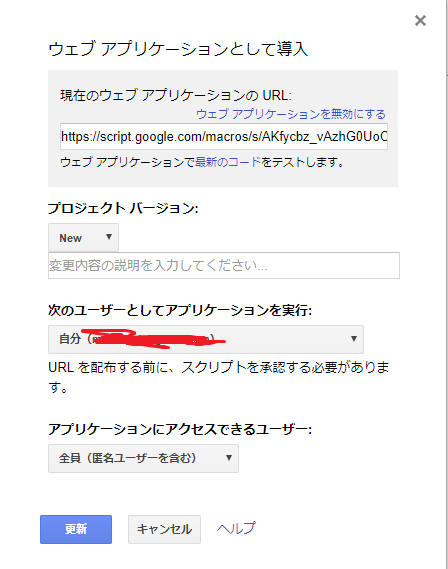 ウェブ アプリケーションとして導入
現在のウェブ アプリケーションの URL:
ウェブ アプリケーションを無効にする
https://script.google.com/macros/s/AKfycbz_vAzhG0UoC
ウェブ アプリケーションで最新のコードをテストします。
プロジェクト バージョン:
New
変更内容の説明を入力してください...
次のユーザーとしてアプリケーションを実行:
自分（
URL を配布する前に、スクリプトを承認する必要がありま
す。
アプリケーションにアクセスできるユーザー:
全員（匿名ユーザーを含む）
更新
キャンセル
ヘルプ